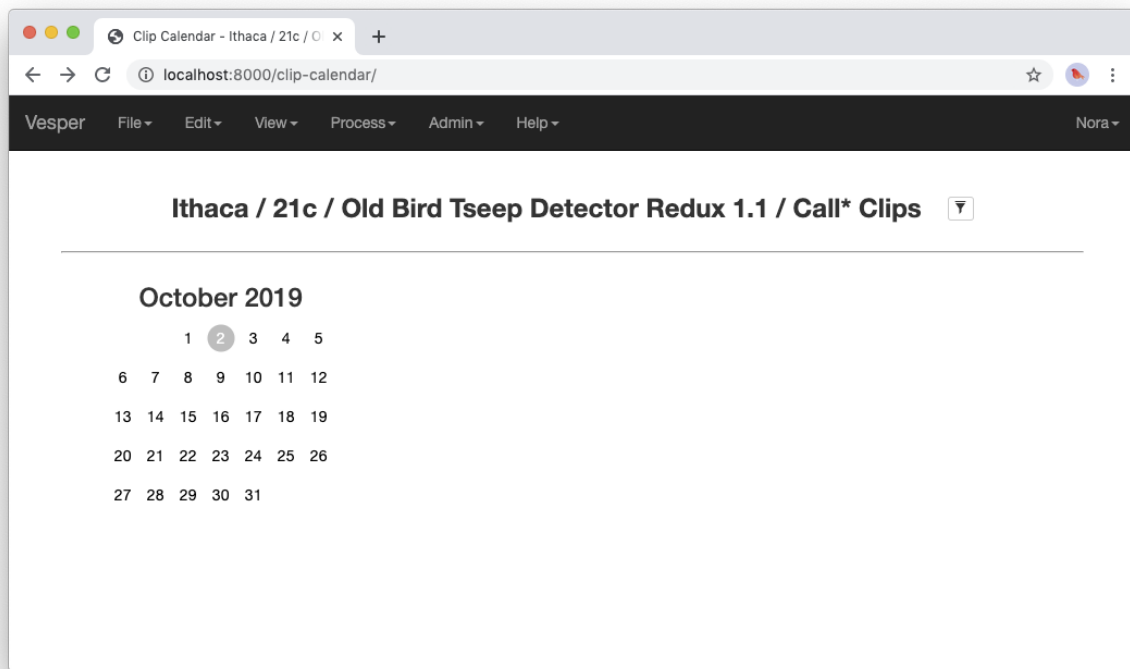 Clip Calendar - Ithaca / 21c / O
localhost:8000/clip-calendar/
Vesper File Edit View Process Admin Help Nora
Ithaca / 21c / Old Bird Tseep Detector Redux 1.1 / Call* Clips
October 2019
1 2 3 4 5
6 7 8 9 10 11 12
13 14 15 16 17 18 19
20 21 22 23 24 25 26
27 28 29 30 31